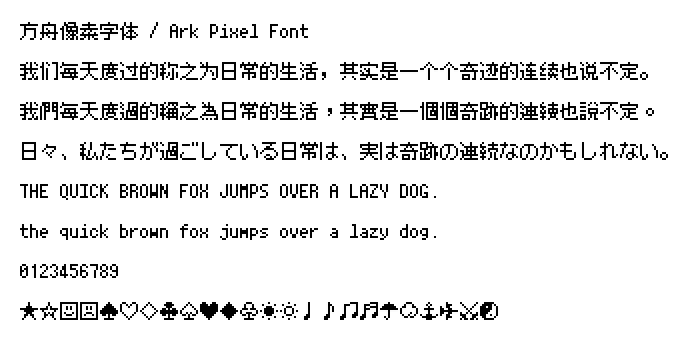 方舟像素字体 / Ark Pixel Font
我们每天度过的称之为日常的生活，其实是一个个奇迹的连续也说不定。
我們每天度過的稱之為日常的生活，其實是一個個奇跡的連續也說不定。
日々、私たちが過ごしている日常は、実は奇跡の連続なのかもしれない。
THE QUICK BROWN FOX JUMPS OVER A LAZY DOG.
the quick brown fox jumps over a lazy dog.
0123456789
★☆☺☹♠♡♢♣♤♥♦♧☀☼♩♪♫♬☂☁⚓✈⚔☯